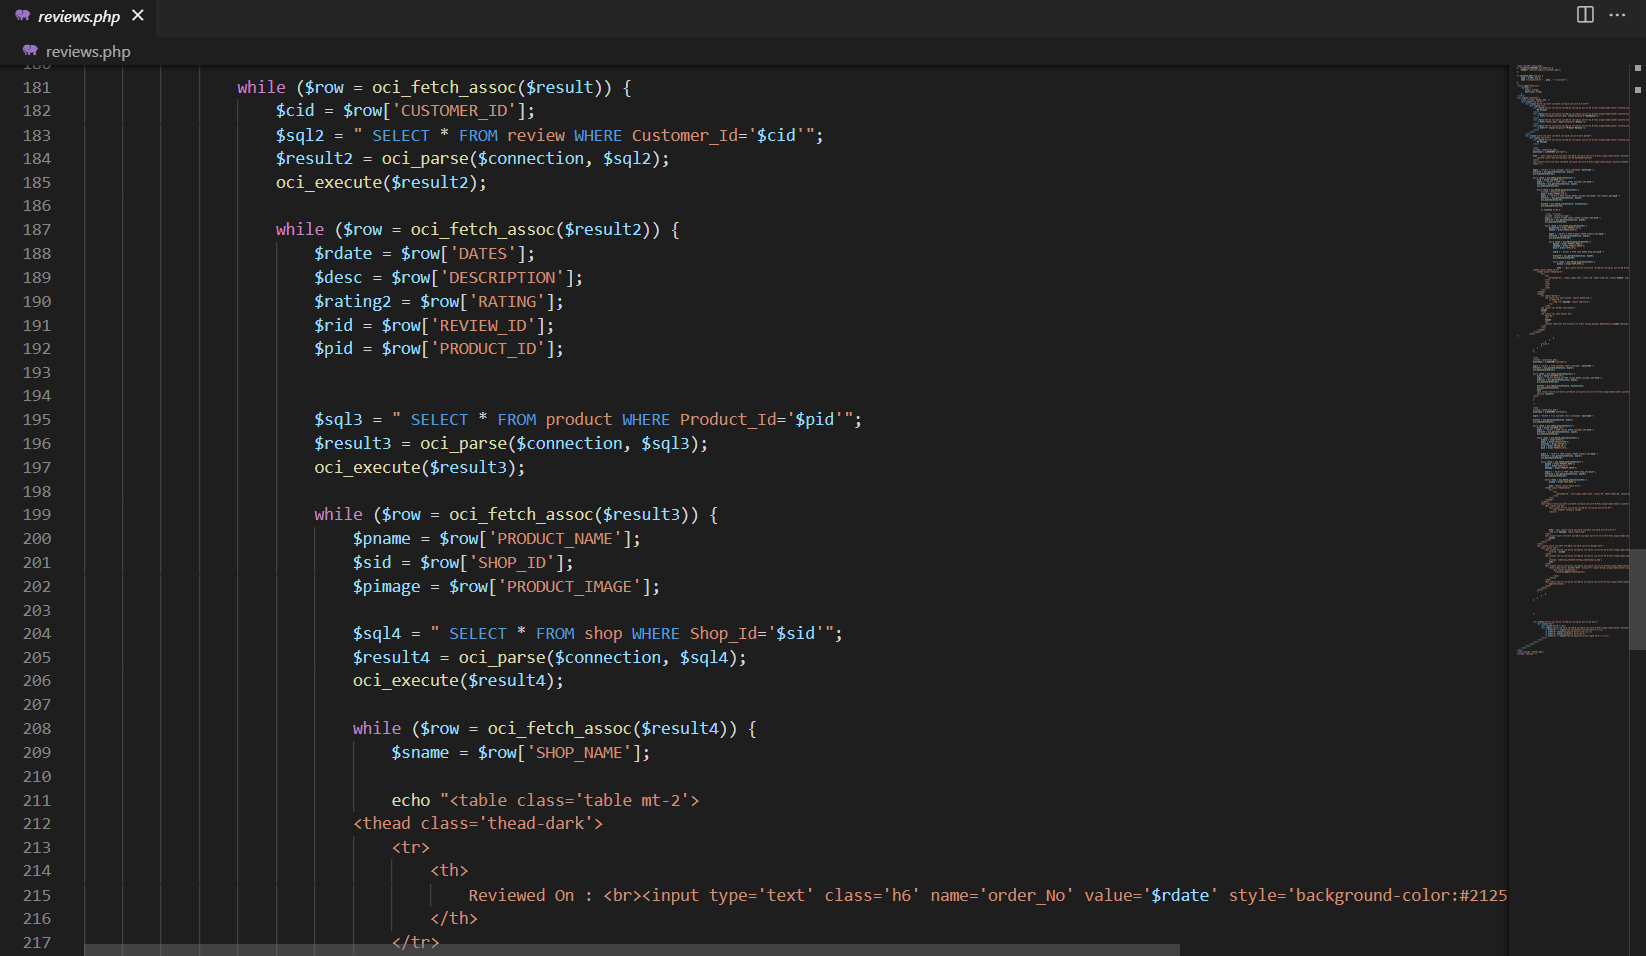 reviews.php
reviews.php
181 while ($row = oci_fetch_assoc($result)) {
182 $cid = $row['CUSTOMER_ID'];
183 $sql2 = " SELECT * FROM review WHERE Customer_Id='$cid'";
184 $result2 = oci_parse($connection, $sql2);
185 oci_execute($result2);
186
187 while ($row = oci_fetch_assoc($result2)) {
188 $rdate = $row['DATES'];
189 $desc = $row['DESCRIPTION'];
190 $rating2 = $row['RATING'];
191 $rid = $row['REVIEW_ID'];
192 $pid = $row['PRODUCT_ID'];
193
194
195 $sql3 = " SELECT * FROM product WHERE Product_Id='$pid'";
196 $result3 = oci_parse($connection, $sql3);
197 oci_execute($result3);
198
199 while ($row = oci_fetch_assoc($result3)) {
200 $pname = $row['PRODUCT_NAME'];
201 $sid = $row['SHOP_ID'];
202 $pimage = $row['PRODUCT_IMAGE'];
203
204 $sql4 = " SELECT * FROM shop WHERE Shop_Id='$sid'";
205 $result4 = oci_parse($connection, $sql4);
206 oci_execute($result4);
207
208 while ($row = oci_fetch_assoc($result4)) {
209 $sname = $row['SHOP_NAME'];
210
211 echo "<table class='table mt-2'>
212 <thead class='thead-dark'>
213 <tr>
214 <th>
215 Reviewed On : <br><input type='text' class='h6' name='order_No' value='$rdate' style='background-color:#2125
216 </th>
217 </tr>